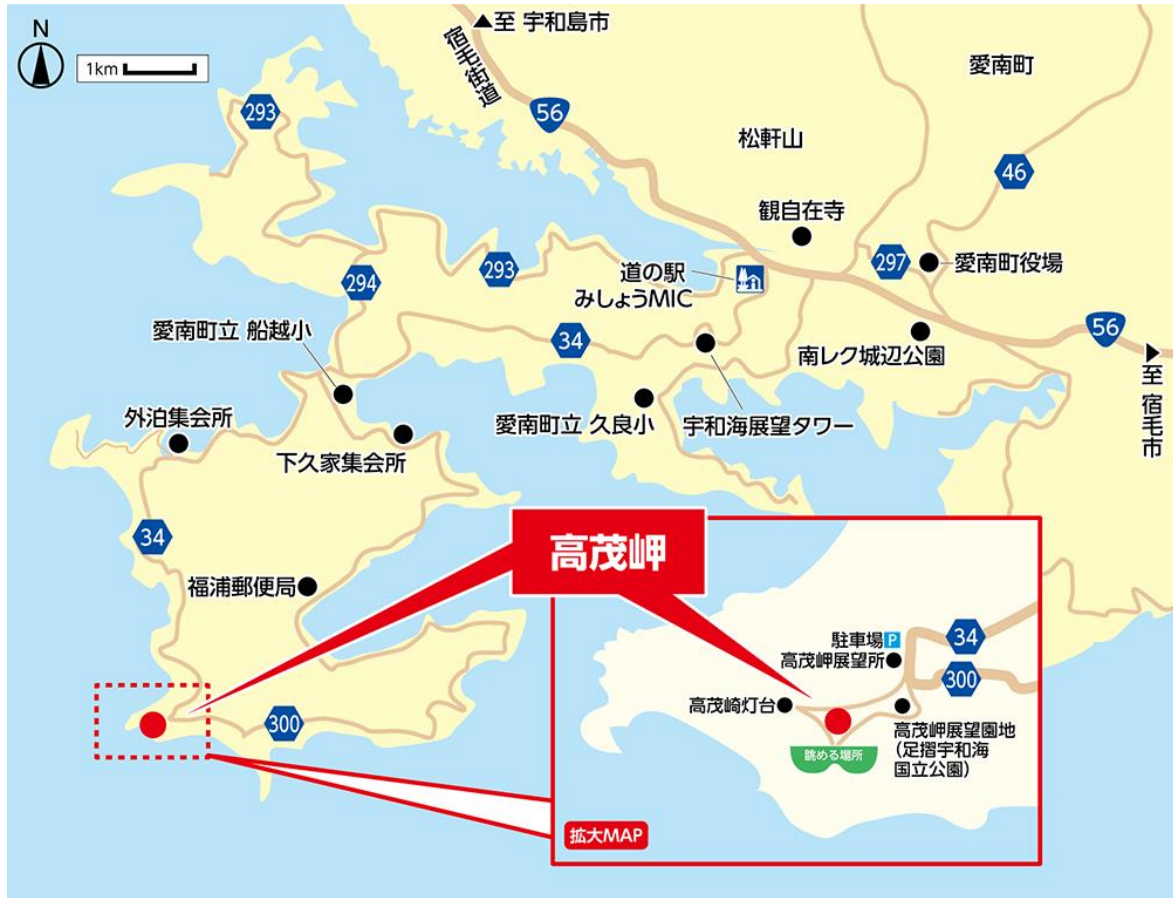 N
1km
▲至 宇和島市
宿毛街道
56
愛南町
293
松軒山
46
観自在寺
297
愛南町役場
道の駅
みしょうMIC
293
294
34
56
愛南町立 船越小
南レク城辺公園
▲至 宿毛市
外泊集会所
愛南町立 久良小
宇和海展望タワー
下久家集会所
34
高茂岬
福浦郵便局
300
駐車場P
高茂岬展望所
34
300
高茂崎灯台
高茂岬展望園地
(足摺宇和海
国立公園)
眺める場所
拡大MAP